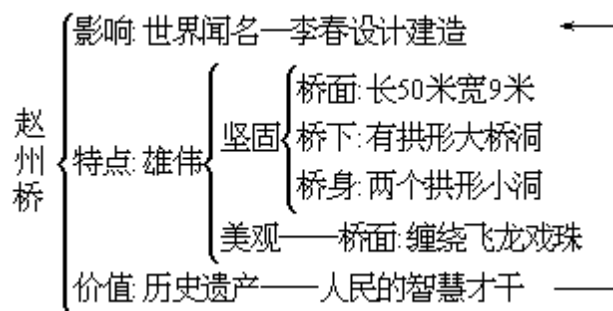 赵州桥
影响: 世界闻名—李春设计建造
特点: 雄伟
坚固
桥面: 长50米宽9米
桥下: 有拱形大桥洞
桥身: 两个拱形小洞
美观——桥面: 缠绕飞龙戏珠
价值: 历史遗产——人民的智慧才干